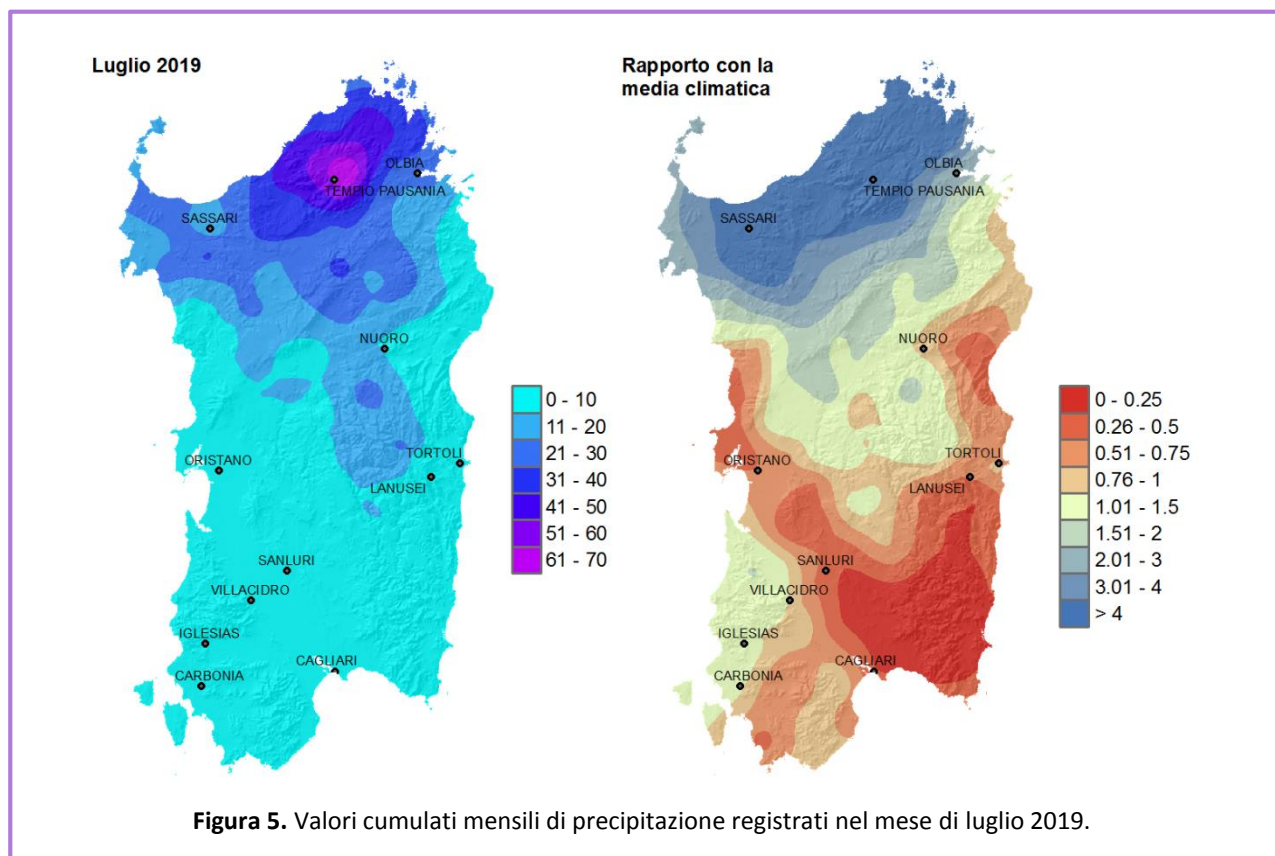 Luglio 2019
OLBIA
TEMPIO PAUSANIA
SASSARI
NUORO
ORISTANO
TORTOLI
LANUSEI
SANLURI
VILLACIDRO
IGLESIAS
CAGLIARI
CARBONIA
0 - 10
11 - 20
21 - 30
31 - 40
41 - 50
51 - 60
61 - 70
Rapporto con la
media climatica
OLBIA
TEMPIO PAUSANIA
SASSARI
NUORO
ORISTANO
TORTOLI
LANUSEI
SANLURI
VILLACIDRO
IGLESIAS
CAGLIARI
CARBONIA
0 - 0.25
0.26 - 0.5
0.51 - 0.75
0.76 - 1
1.01 - 1.5
1.51 - 2
2.01 - 3
3.01 - 4
> 4
Figura 5. Valori cumulati mensili di precipitazione registrati nel mese di luglio 2019.